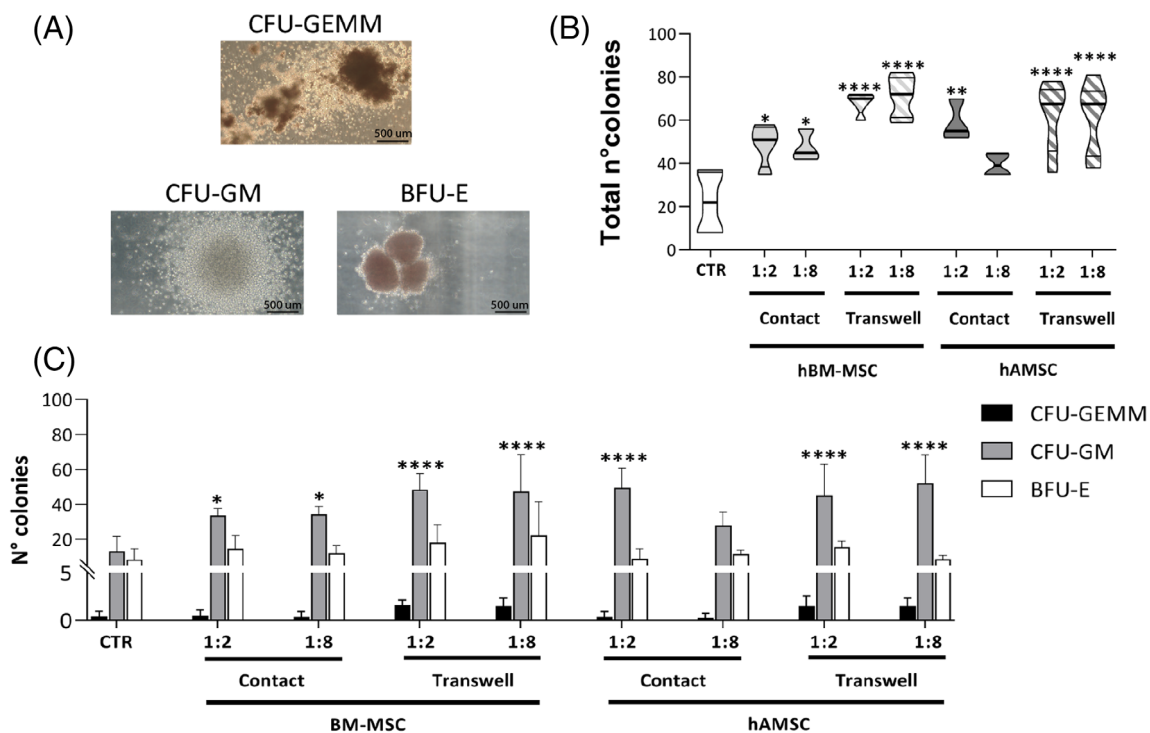 (A)
CFU-GEMM
500 um
CFU-GM
BFU-E
500 um
500 um
(B)
Total n°colonies
100
80
60
40
20
0
* * **** **** ** **** ****
CTR 1:2 1:8 1:2 1:8 1:2 1:8 1:2 1:8
Contact Transwell Contact Transwell
hBM-MSC hAMSC
(C)
N° colonies
100
80
60
40
20
5
0
* * **** **** **** **** ****
CTR 1:2 1:8 1:2 1:8 1:2 1:8 1:2 1:8
Contact Transwell Contact Transwell
BM-MSC hAMSC
CFU-GEMM
CFU-GM
BFU-E